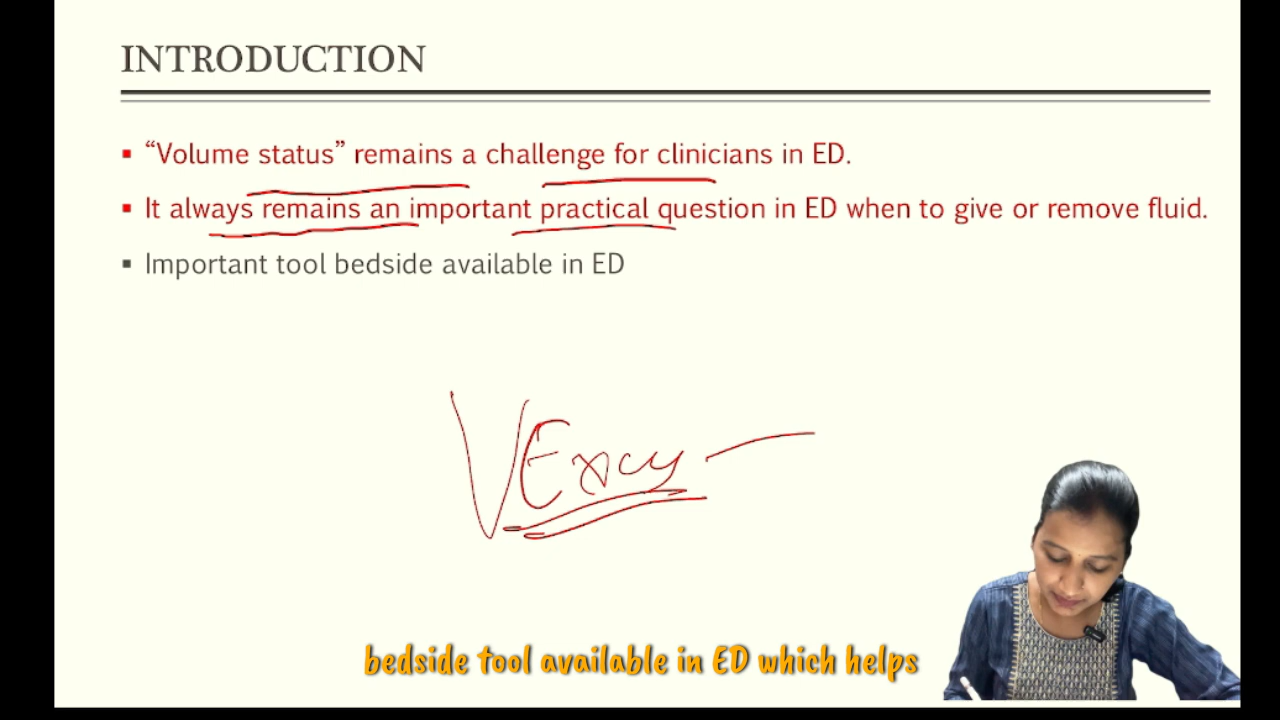 INTRODUCTION
“Volume status” remains a challenge for clinicians in ED.
It always remains an important practical question in ED when to give or remove fluid.
Important tool bedside available in ED
VExus
bedside tool available in ED which helps